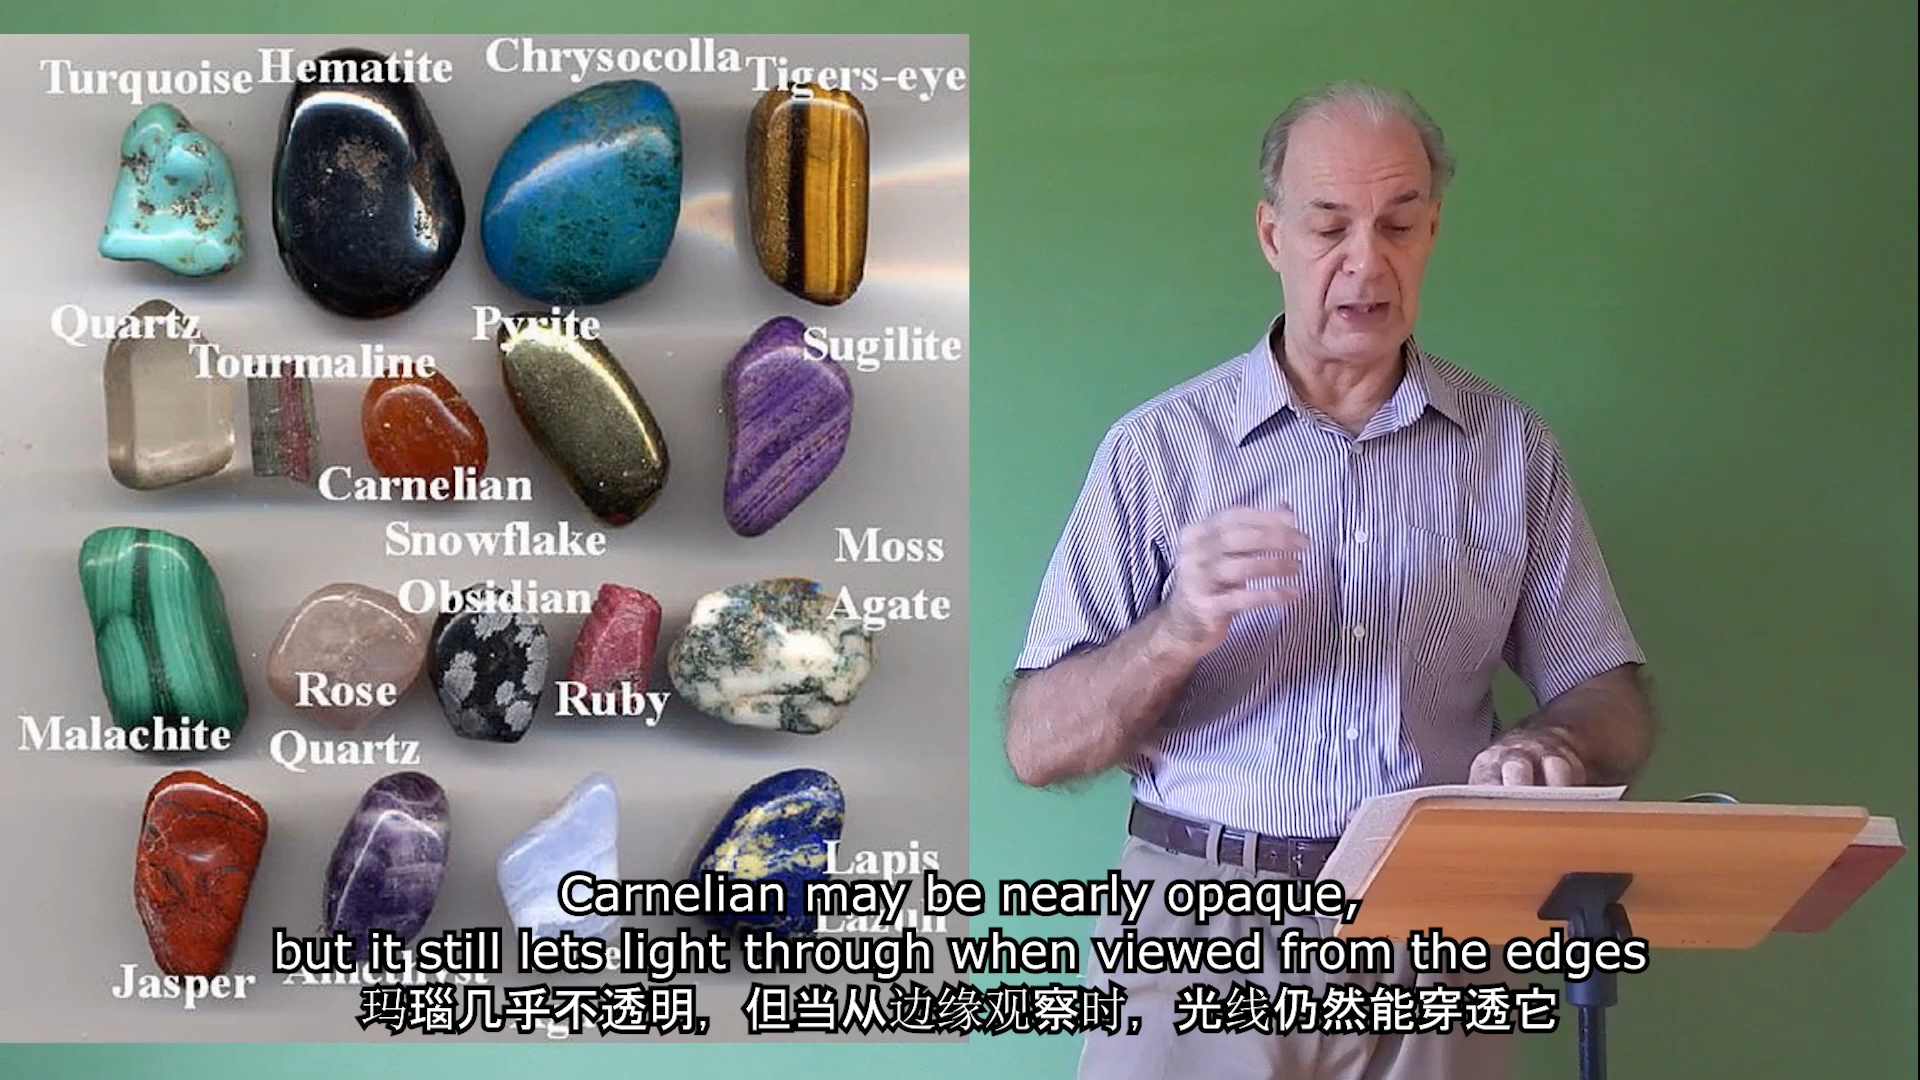 Turquoise
Hematite
Chrysocolla
Tigers-eye
Quartz
Tourmaline
Pyrite
Sugilite
Carnelian
Snowflake
Obsidian
Moss
Agate
Malachite
Rose
Quartz
Ruby
Jasper
Amethyst
Lapis
Lazuli
Carnelian may be nearly opaque,
but it still lets light through when viewed from the edges
玛瑙几乎不透明，但当从边缘观察时，光线仍然能穿透它